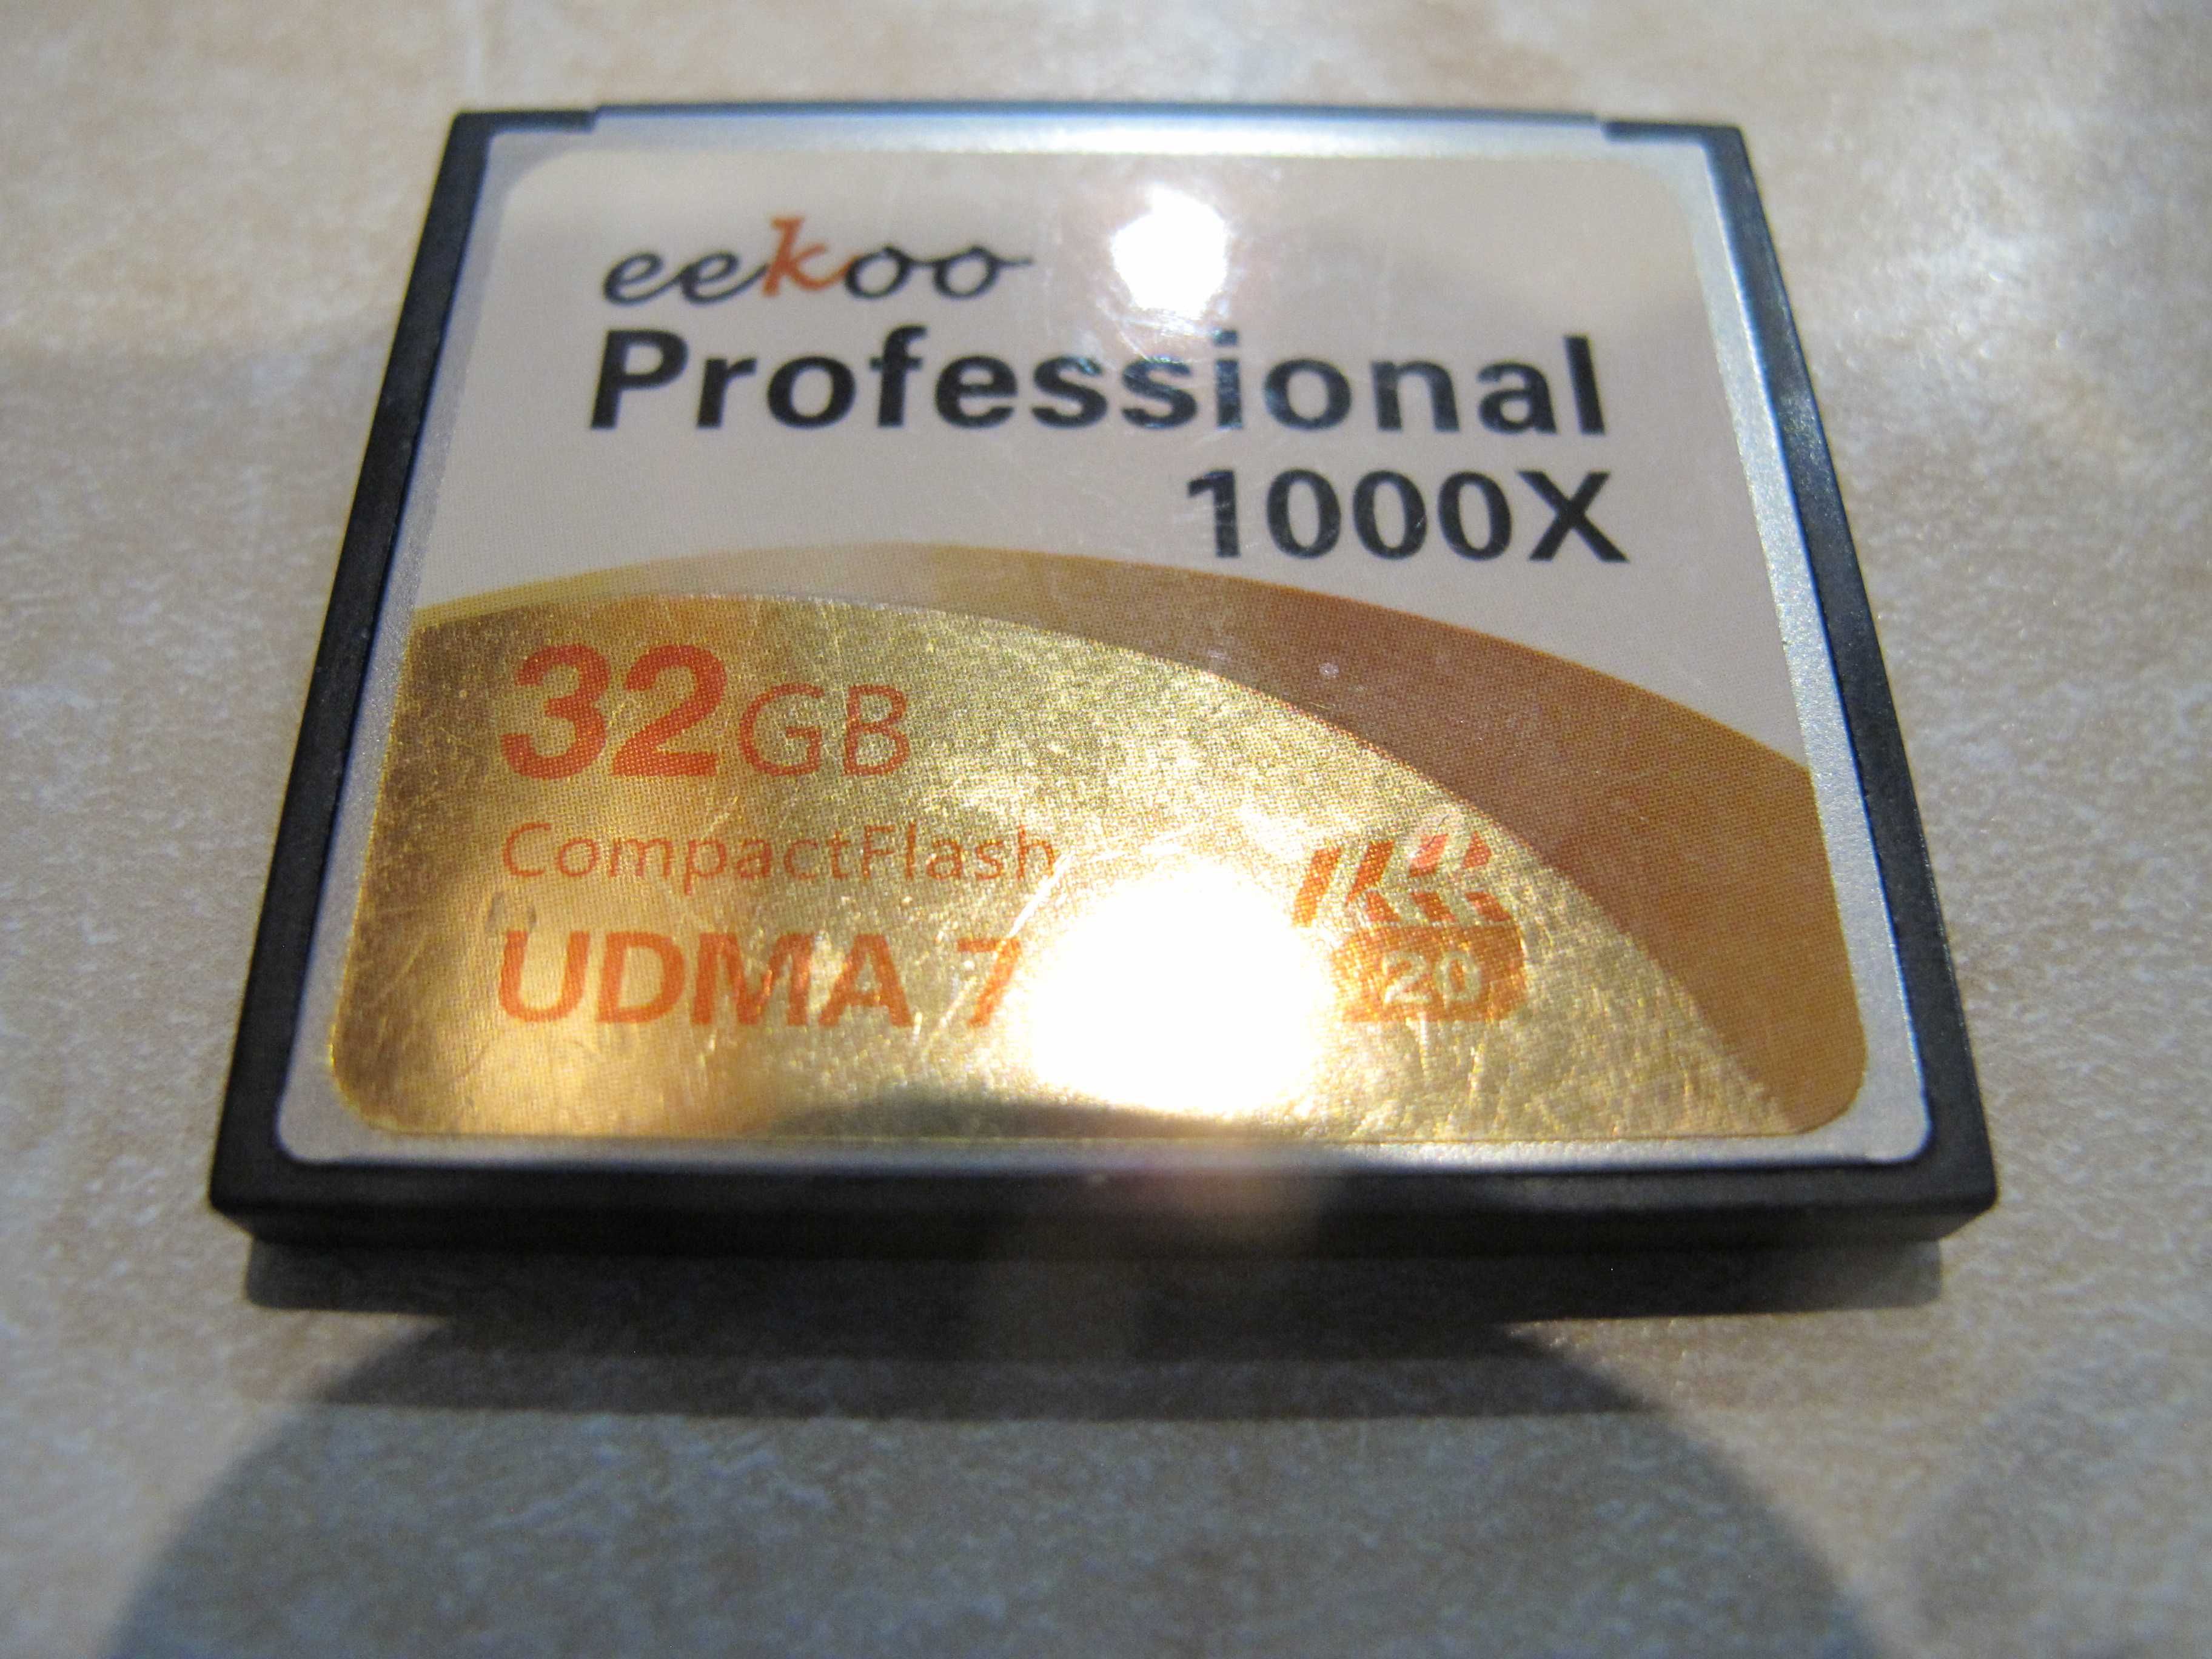 eekoo
Professional
1000X
32GB
CompactFlash
UDMA 7
20